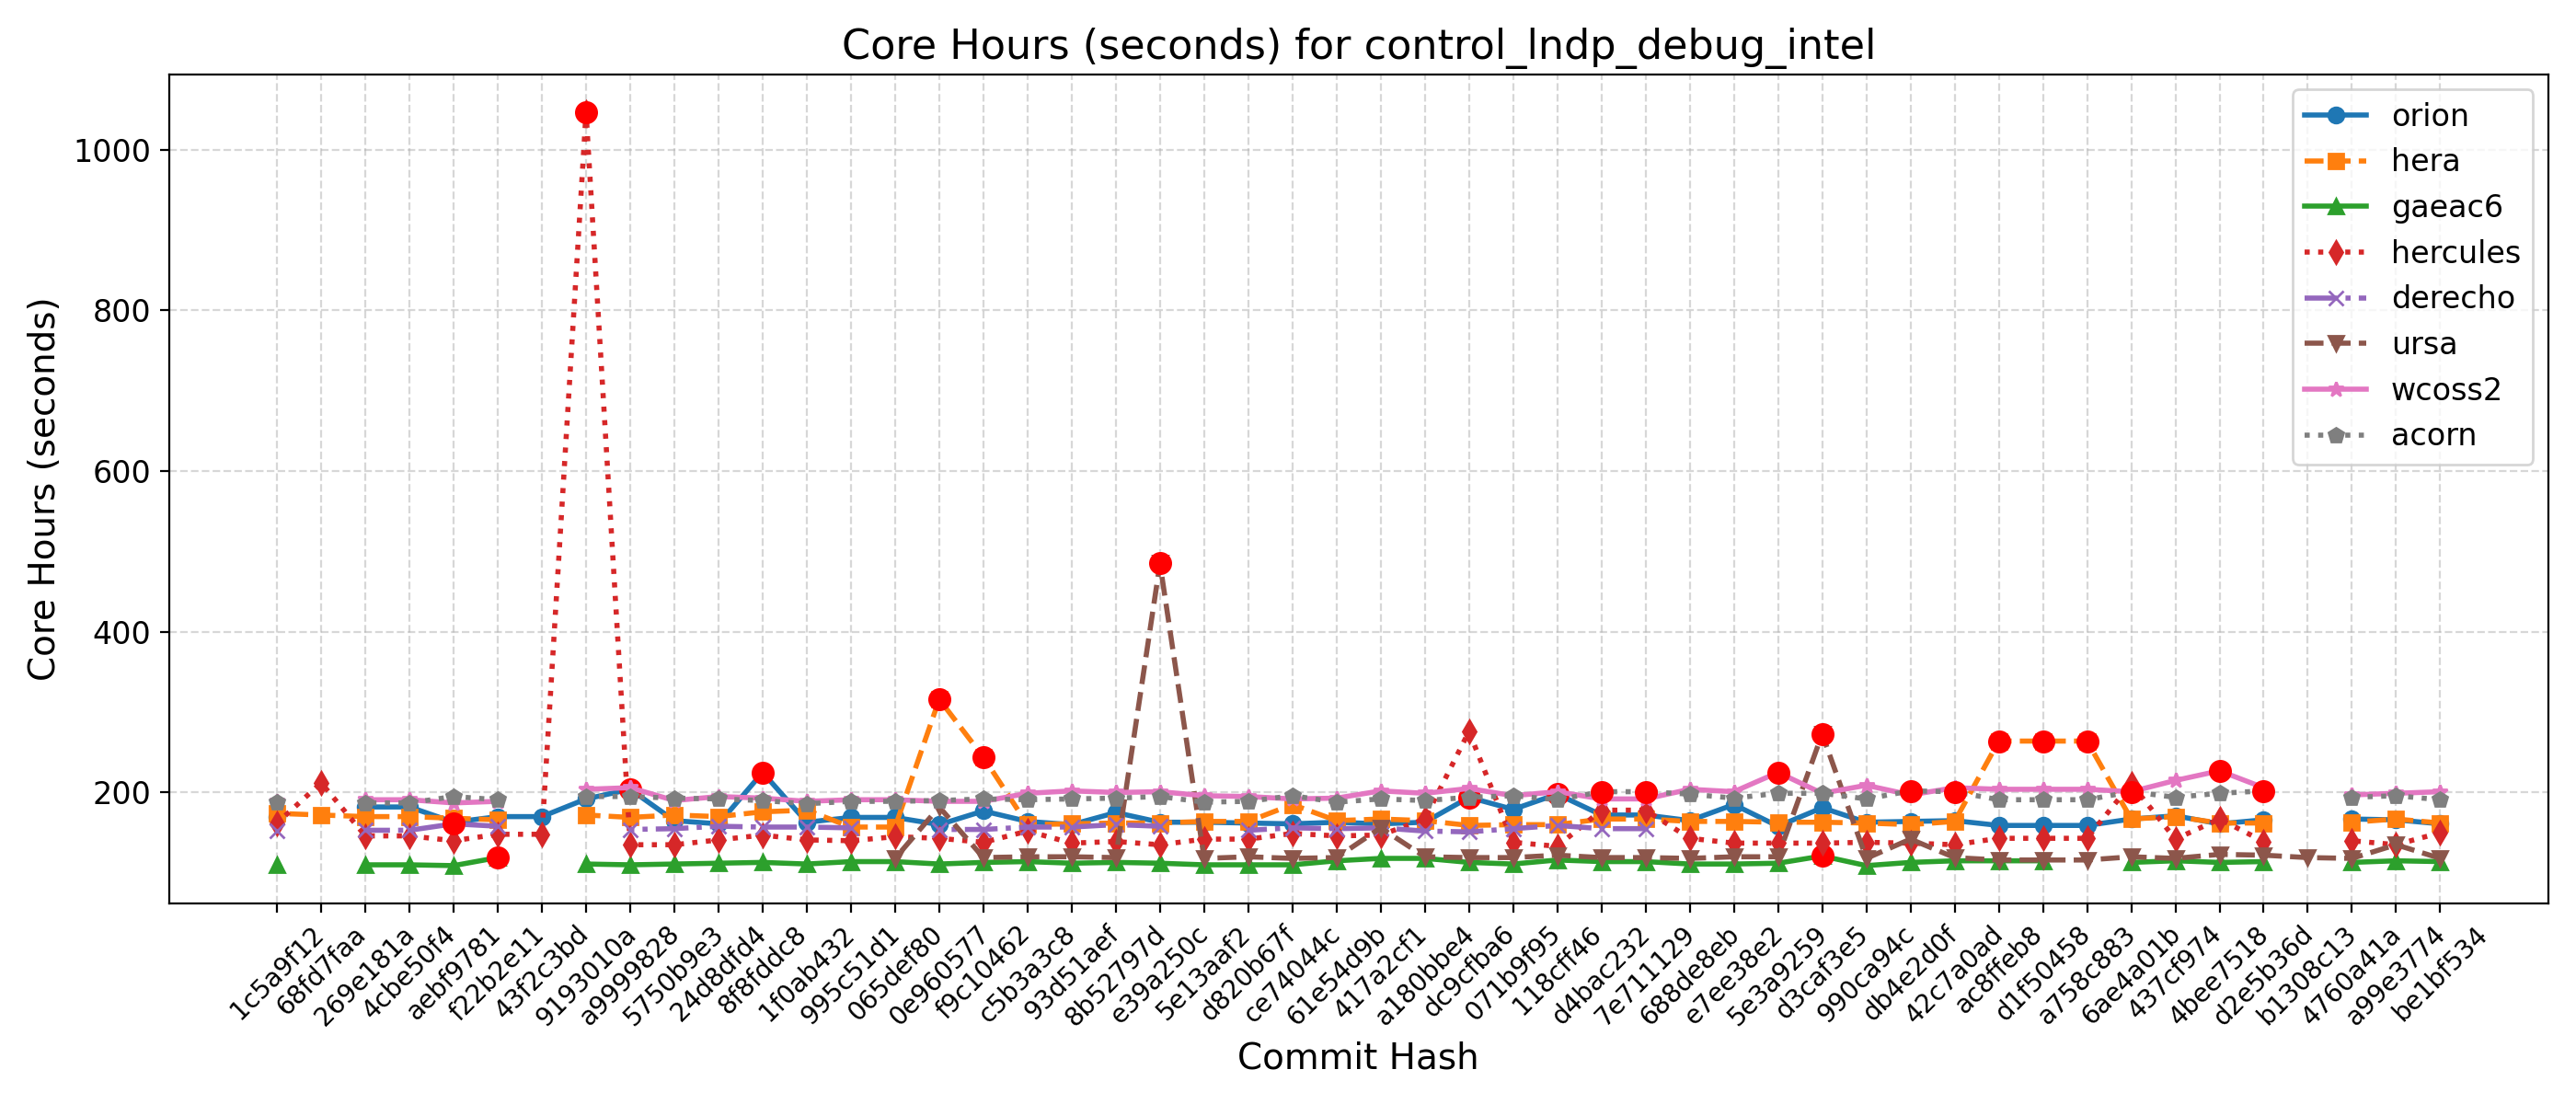 Core Hours (seconds) for control_lndp_debug_intel
Core Hours (seconds)
1000
800
600
400
200
orion
hera
gaeac6
hercules
derecho
ursa
wcoss2
acorn
1c5a9f12
68fd7faa
269e181a
4cbe50f4
aebf9781
f22b2e11
43f2c3bd
9193010a
a9999828
5750b9e3
24d8dfd4
8f8fddc8
1f0ab432
995c51d1
065def80
0e960577
f9c10462
c5b3a3c8
93d51aef
8b52797d
e39a250c
5e13aaf2
d820b67f
ce74044c
61e54d9b
417a2cf1
a180bbe4
dc9cfba6
071b9f95
118cff46
d4bac232
7e711129
688de8eb
e7ee38e2
5e3a9259
d3caf3e5
990ca94c
db4e2d0f
42c7a0ad
ac8ffeb8
d1f50458
a758c883
6ae4a01b
437cf974
4bee7518
d2e5b36d
b1308c13
4760a41a
a99e3774
be1bf534
Commit Hash